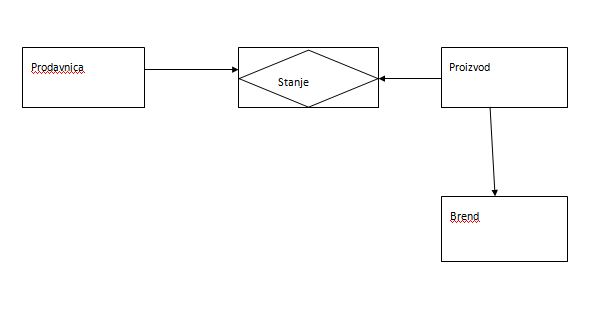 Prodavnica
Stanje
Proizvod
Brend